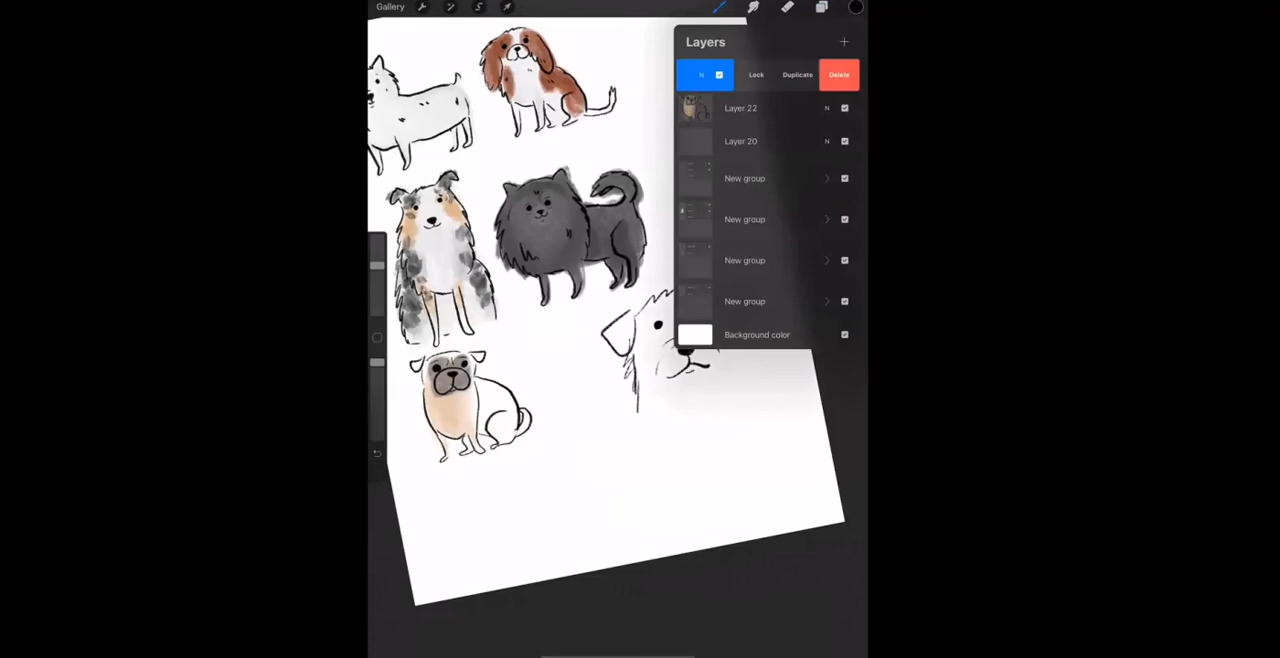 Gallery
Layers
N Lock Duplicate Delete
Layer 22 N
Layer 20 N
New group
New group
New group
New group
Background color